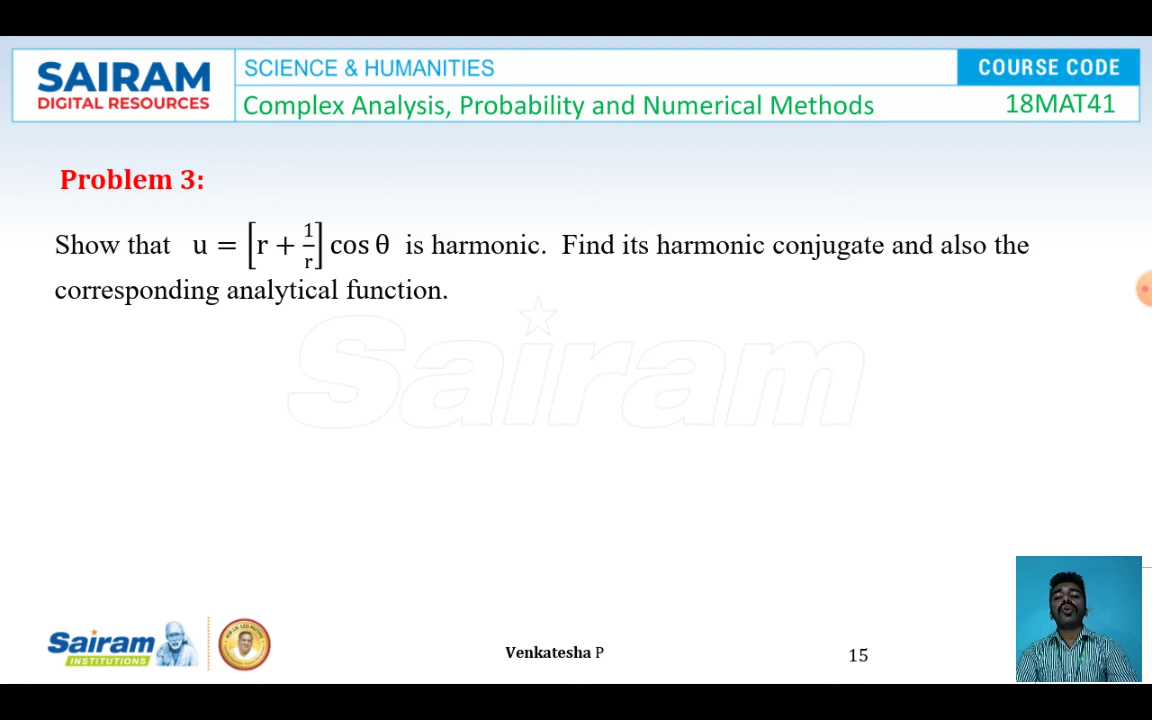 SAIRAM
DIGITAL RESOURCES
SCIENCE & HUMANITIES
COURSE CODE
Complex Analysis, Probability and Numerical Methods
18MAT41
Problem 3:
Show that u = [r + 1/r] cos θ is harmonic. Find its harmonic conjugate and also the
corresponding analytical function.
Sairam
Sairam
INSTITUTIONS
Venkatesha P
15